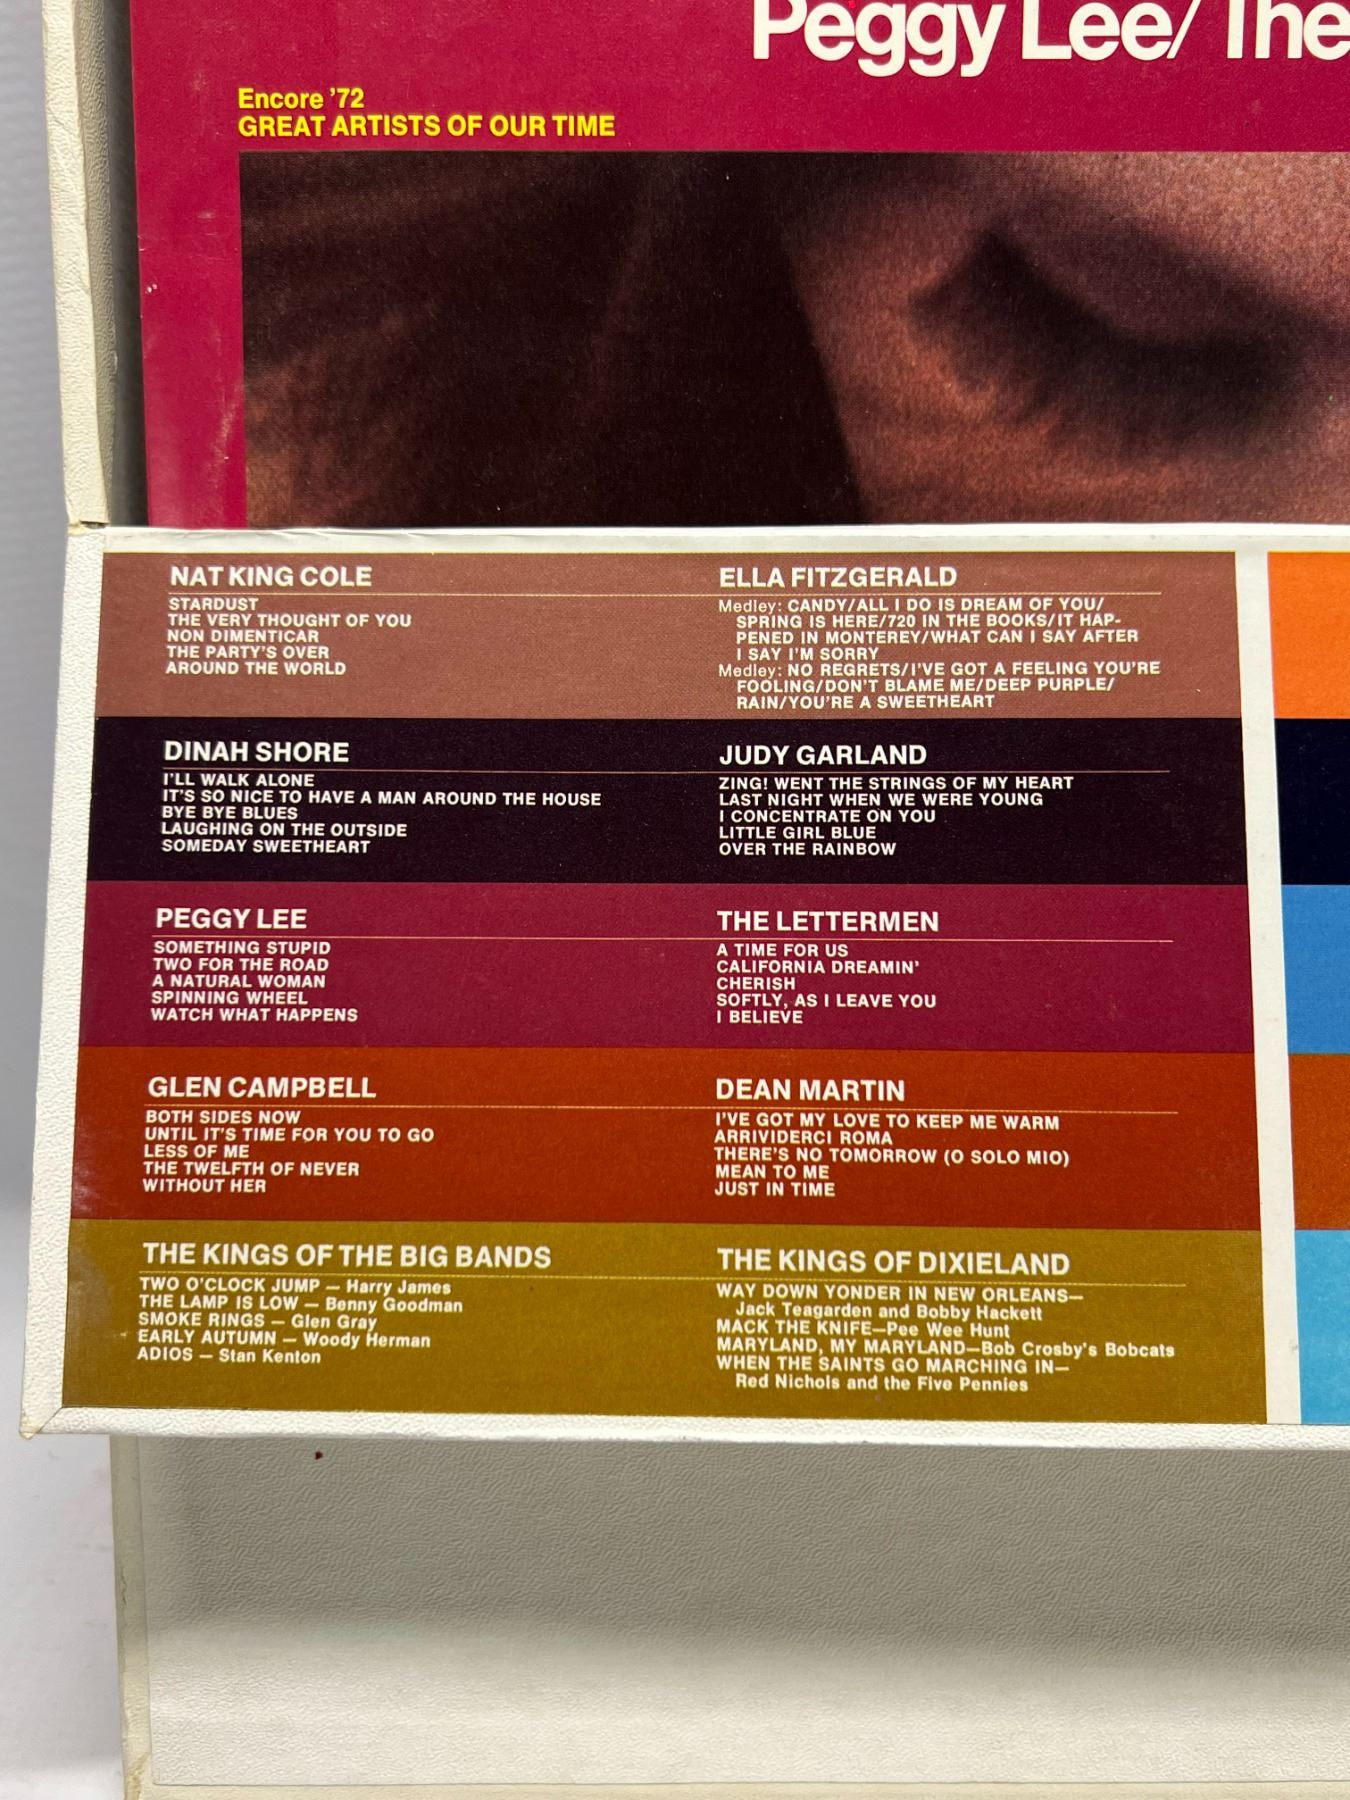 Peggy Lee/The
Encore '72
GREAT ARTISTS OF OUR TIME
NAT KING COLE
STARDUST
THE VERY THOUGHT OF YOU
NON DIMENTICAR
THE PARTY'S OVER
AROUND THE WORLD
ELLA FITZGERALD
Medley: CANDY/ALL I DO IS DREAM OF YOU/
SPRING IS HERE/720 IN THE BOOKS/IT HAP-
PENED IN MONTEREY/WHAT CAN I SAY AFTER
I SAY I'M SORRY
Medley: NO REGRETS/I'VE GOT A FEELING YOU'RE
FOOLING/DON'T BLAME ME/DEEP PURPLE/
RAIN/YOU'RE A SWEETHEART
DINAH SHORE
I'LL WALK ALONE
IT'S SO NICE TO HAVE A MAN AROUND THE HOUSE
BYE BYE BLUES
LAUGHING ON THE OUTSIDE
SOMEDAY SWEETHEART
JUDY GARLAND
ZING! WENT THE STRINGS OF MY HEART
LAST NIGHT WHEN WE WERE YOUNG
I CONCENTRATE ON YOU
LITTLE GIRL BLUE
OVER THE RAINBOW
PEGGY LEE
SOMETHING STUPID
TWO FOR THE ROAD
A NATURAL WOMAN
SPINNING WHEEL
WATCH WHAT HAPPENS
THE LETTERMEN
A TIME FOR US
CALIFORNIA DREAMIN'
CHERISH
SOFTLY, AS I LEAVE YOU
I BELIEVE
GLEN CAMPBELL
BOTH SIDES NOW
UNTIL IT'S TIME FOR YOU TO GO
LESS OF ME
THE TWELFTH OF NEVER
WITHOUT HER
DEAN MARTIN
I'VE GOT MY LOVE TO KEEP ME WARM
ARRIVIDERCI ROMA
THERE'S NO TOMORROW (O SOLO MIO)
MEAN TO ME
JUST IN TIME
THE KINGS OF THE BIG BANDS
TWO O'CLOCK JUMP — Harry James
THE LAMP IS LOW — Benny Goodman
SMOKE RINGS — Glen Gray
EARLY AUTUMN — Woody Herman
ADIOS — Stan Kenton
THE KINGS OF DIXIELAND
WAY DOWN YONDER IN NEW ORLEANS—
Jack Teagarden and Bobby Hackett
MACK THE KNIFE—Pee Wee Hunt
MARYLAND, MY MARYLAND—Bob Crosby's Bobcats
WHEN THE SAINTS GO MARCHING IN—
Red Nichols and the Five Pennies